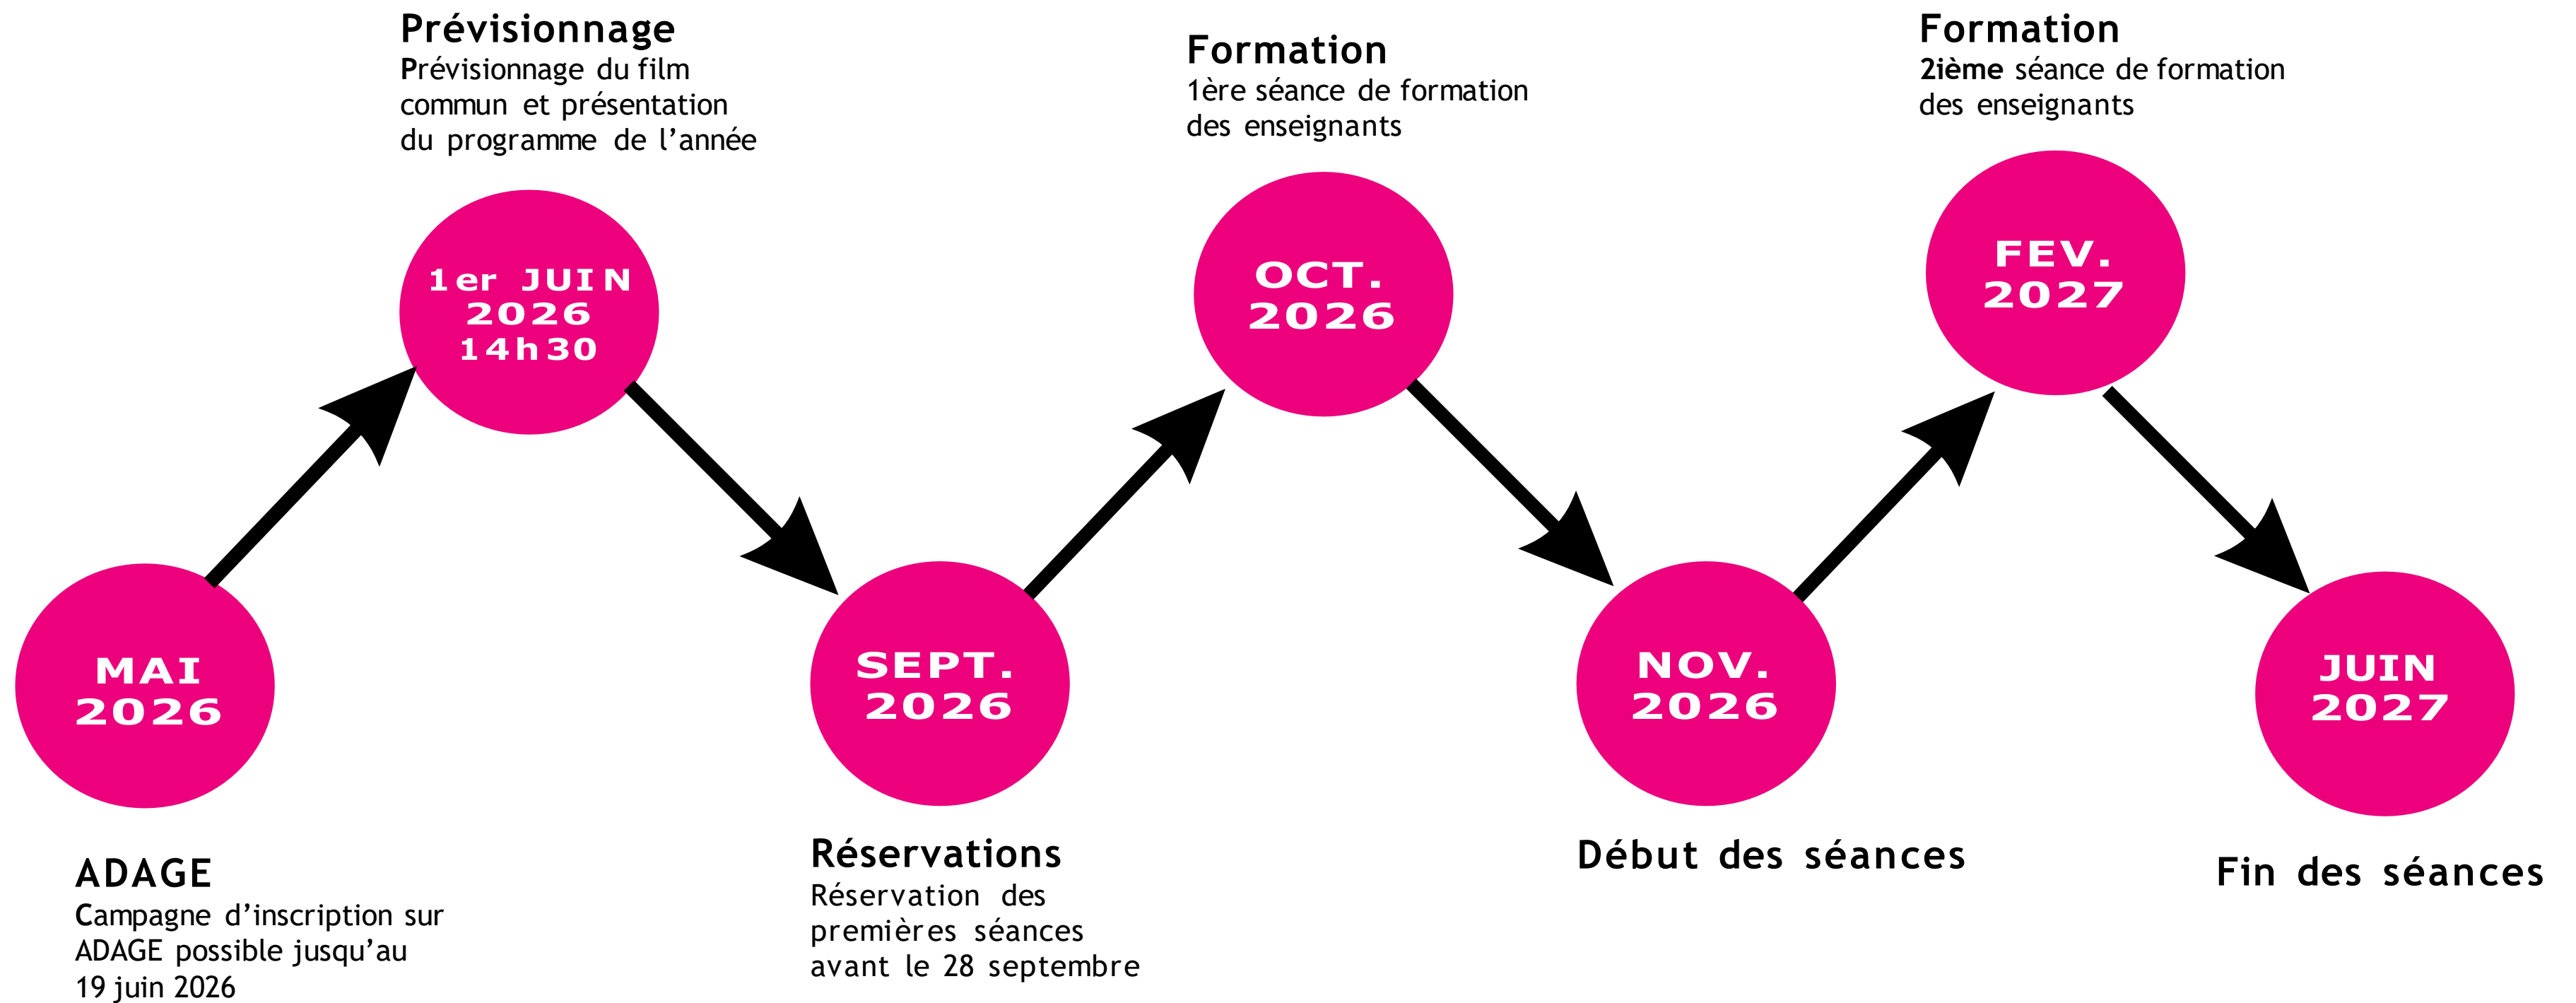 Prévisionnage
Prévisionnage du film
commun et présentation
du programme de l’année
Formation
1ère séance de formation
des enseignants
Formation
2ième séance de formation
des enseignants
1er JUIN
2026
14h30
OCT.
2026
FEV.
2027
MAI
2026
SEPT.
2026
NOV.
2026
JUIN
2027
ADAGE
Campagne d’inscription sur
ADAGE possible jusqu’au
19 juin 2026
Réservations
Réservation des
premières séances
avant le 28 septembre
Début des séances
Fin des séances